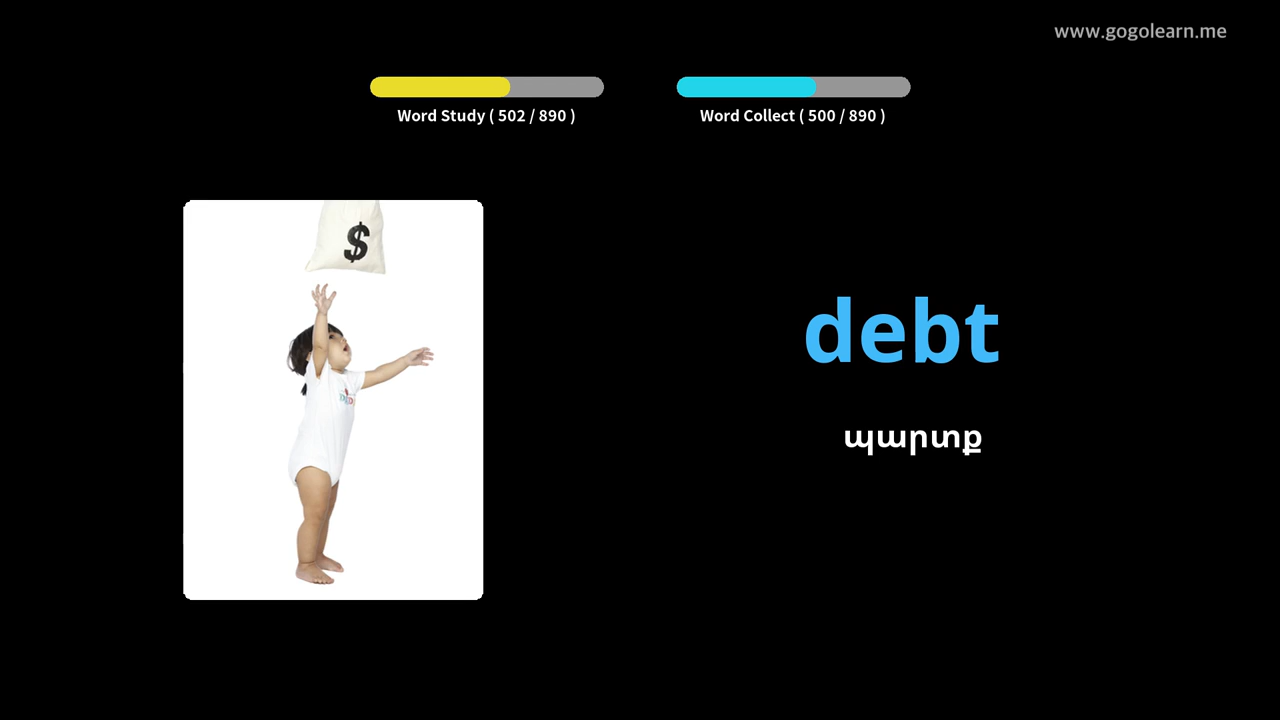 www.gogolearn.me
Word Study ( 502 / 890 )
Word Collect ( 500 / 890 )
$
debt
պարտք